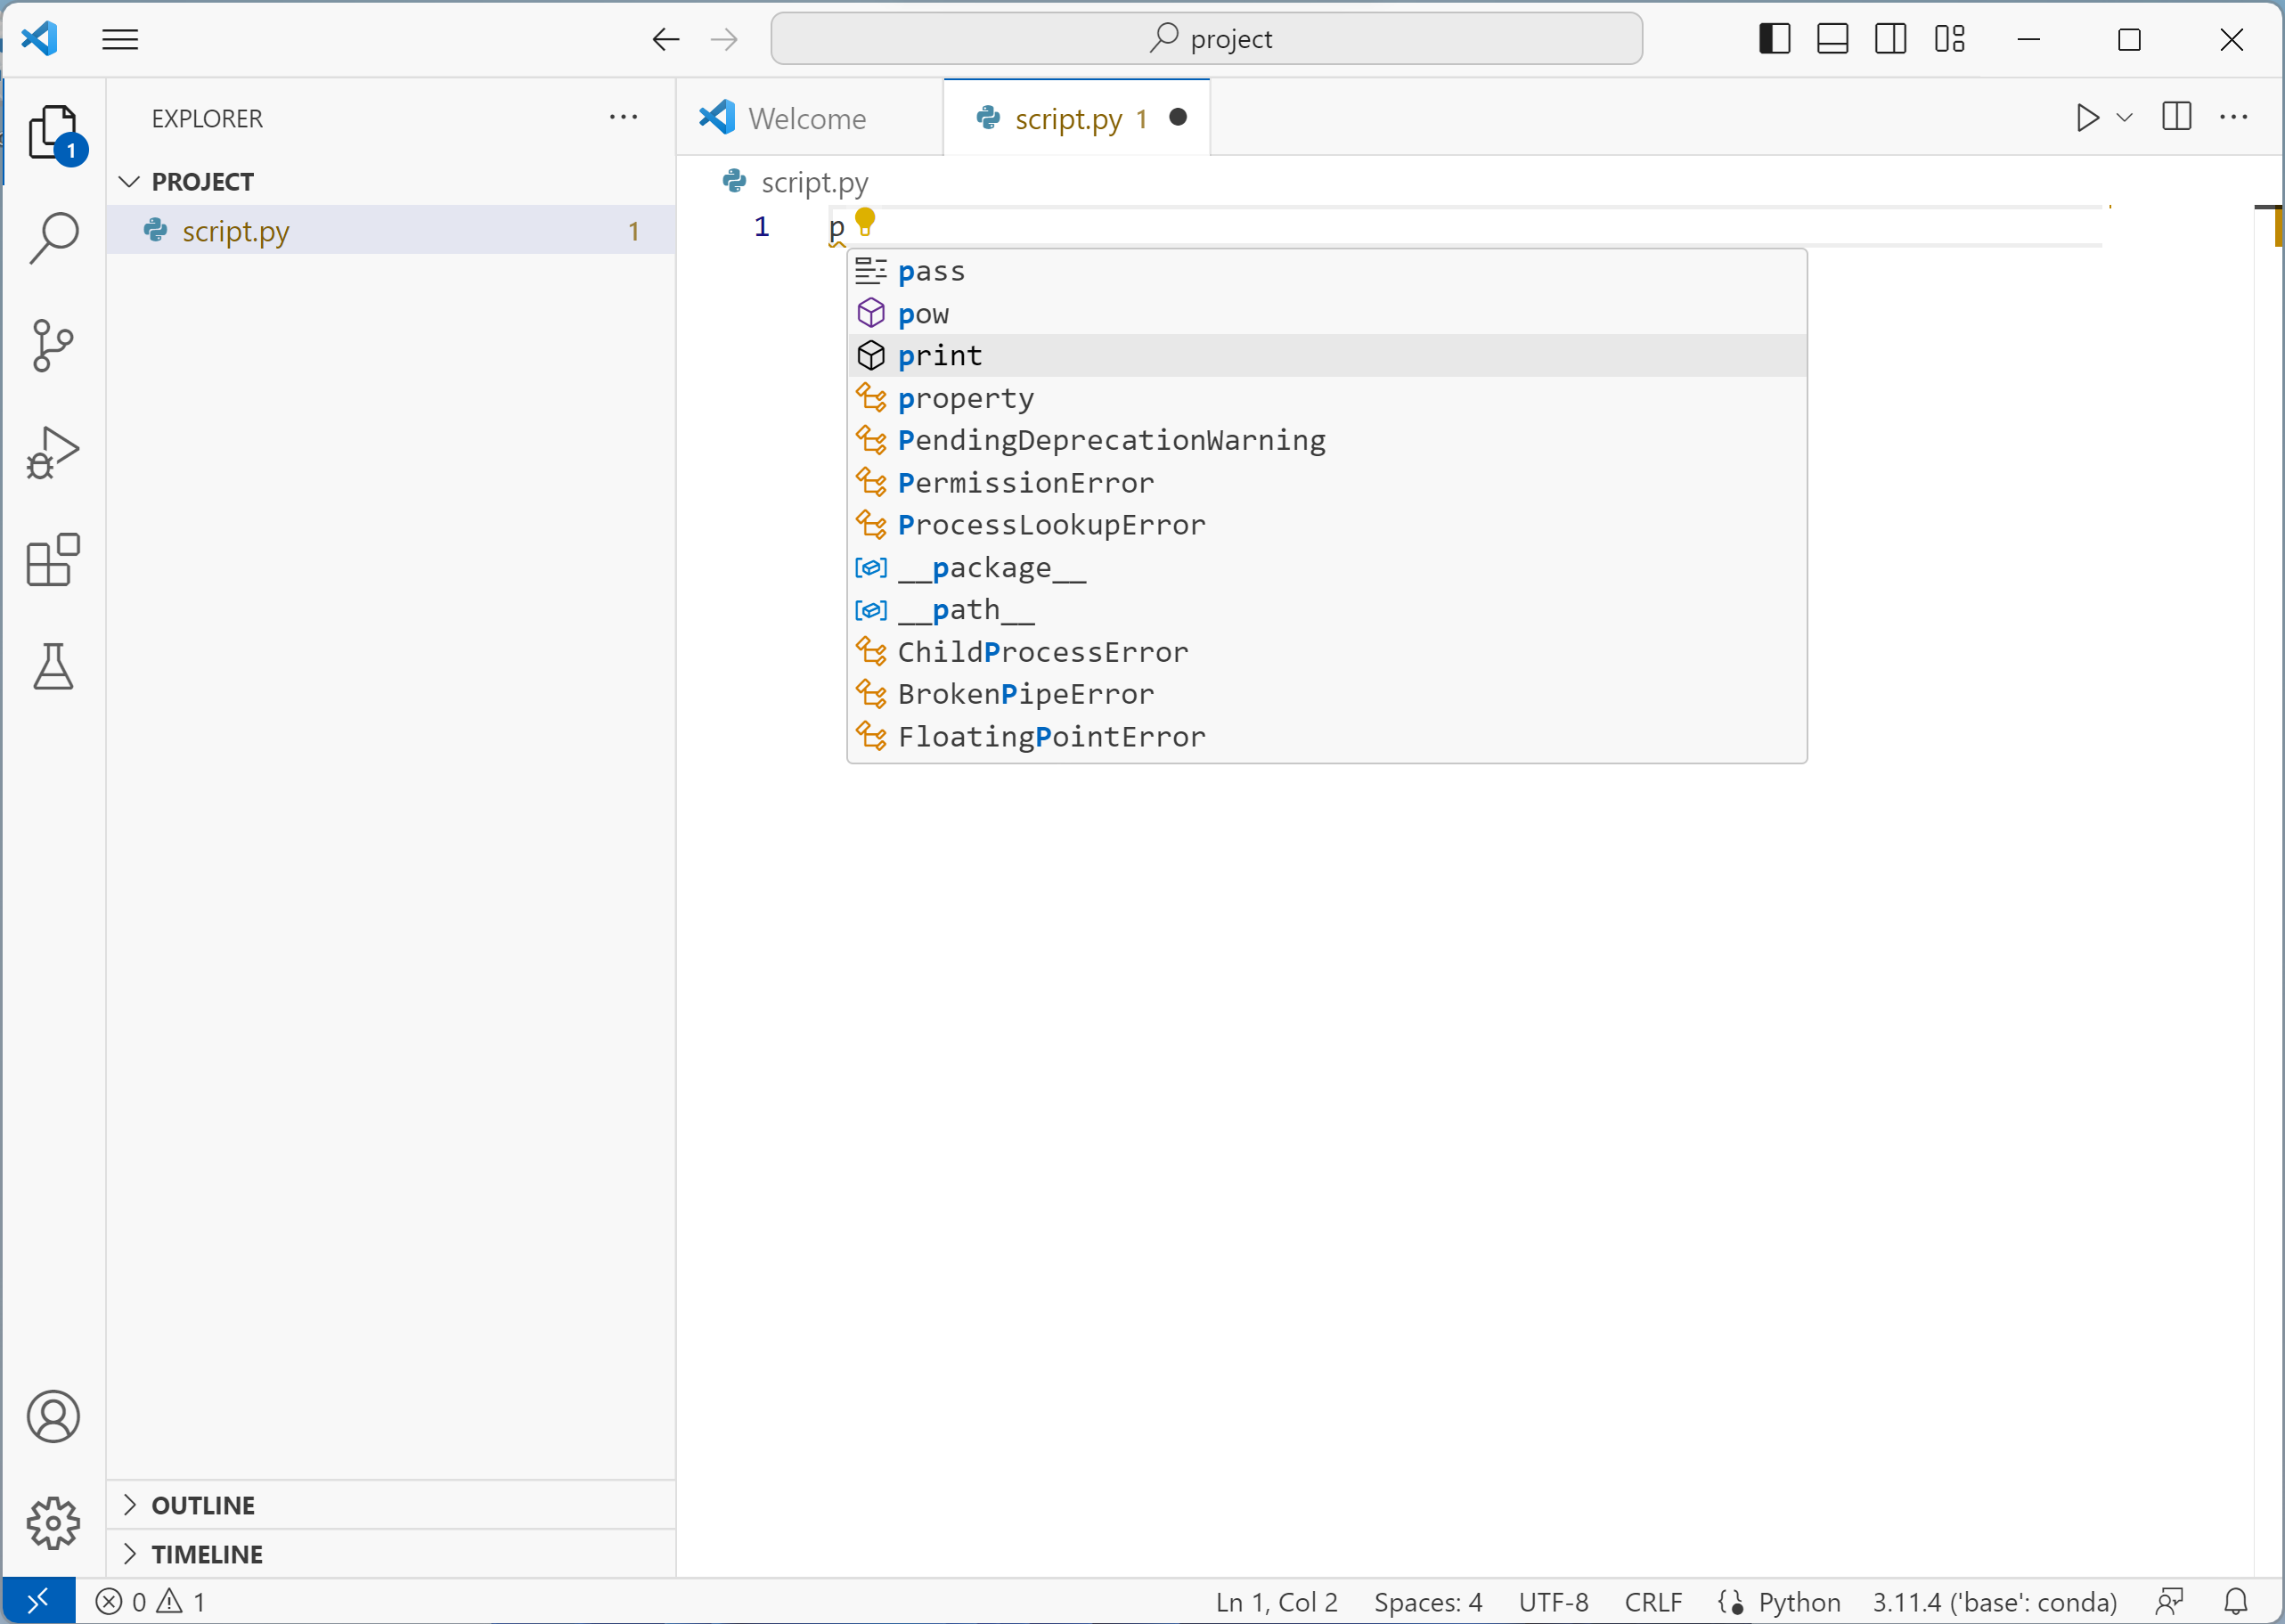 project
EXPLORER
PROJECT
script.py 1
1
OUTLINE
TIMELINE
Welcome
script.py 1
script.py
1 p
pass
pow
print
property
PendingDeprecationWarning
PermissionError
ProcessLookupError
__package__
__path__
ChildProcessError
BrokenPipeError
FloatingPointError
0 1 Ln 1, Col 2 Spaces: 4 UTF-8 CRLF {} Python 3.11.4 ('base': conda)